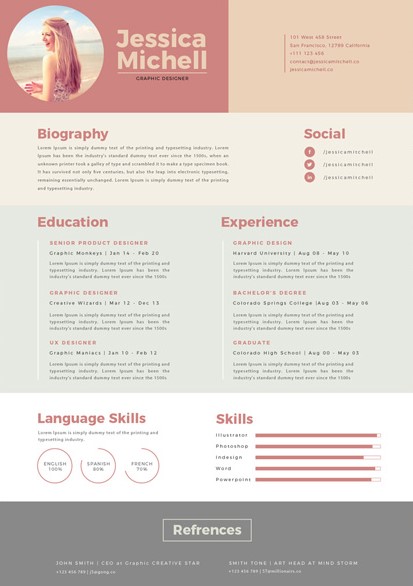 Jessica
Michell
GRAPHIC DESIGNER
101 West 458 Street
San Francisco, 12789 California
+111 123 400
contact@jessicamitchell.co
jessicamitchell.co
Biography
Lorem Ipsum is simply dummy text of the printing and typesetting industry. Lorem Ipsum
has been the industry's standard dummy text ever since the 1500s, when an
unknown printer took a galley of type and scrambled it to make a type specimen book.
It has survived not only five centuries, but also the leap into electronic typesetting,
remaining essentially unchanged. Lorem Ipsum is simply dummy text of the printing
and typesetting industry.
Social
f /jessicamitchell
/jessicamitchell
in /jessicamitchell
Education
SENIOR PRODUCT DESIGNER
Graphic Monkeys | Jan 14 - Feb 20
Lorem Ipsum is simply dummy text of the printing and
typesetting industry. Lorem Ipsum has been the
industry's standard dummy text ever since the 1500s
GRAPHIC DESIGNER
Creative Wizards | Mar 12 - Dec 13
Lorem Ipsum is simply dummy text of the printing and
typesetting industry. Lorem Ipsum has been the
industry's standard dummy text ever since the 1500s
UX DESIGNER
Graphic Maniacs | Jan 10 - Feb 12
Lorem Ipsum is simply dummy text of the printing and
typesetting industry. Lorem Ipsum has been the
industry's standard dummy text ever since the 1500s
Experience
GRAPHIC DESIGN
Harvard University | Aug 08 - May 10
Lorem Ipsum is simply dummy text of the printing and
typesetting industry. Lorem Ipsum has been the
industry's standard dummy text ever since the 1500s
BACHELOR'S DEGREE
Colorado Springs College |Aug 03 - May 06
Lorem Ipsum is simply dummy text of the printing and
typesetting industry. Lorem Ipsum has been the
industry's standard dummy text ever since the 1500s
GRADUATE
Colorado High School | Aug 00 - May 03
Lorem Ipsum is simply dummy text of the printing and
typesetting industry. Lorem Ipsum has been the
industry's standard dummy text ever since the 1500s
Language Skills
Lorem Ipsum is simply dummy text of the printing and
typesetting industry.
ENGLISH
100%
SPANISH
80%
FRENCH
70%
Skills
Illustrator
Photoshop
Indesign
Word
Powerpoint
Refrences
JOHN SMITH | CEO at Graphic CREATIVE STAR
+123 456 789 |
SMITH TONE | ART HEAD AT MIND STORM
+123 456 789 |